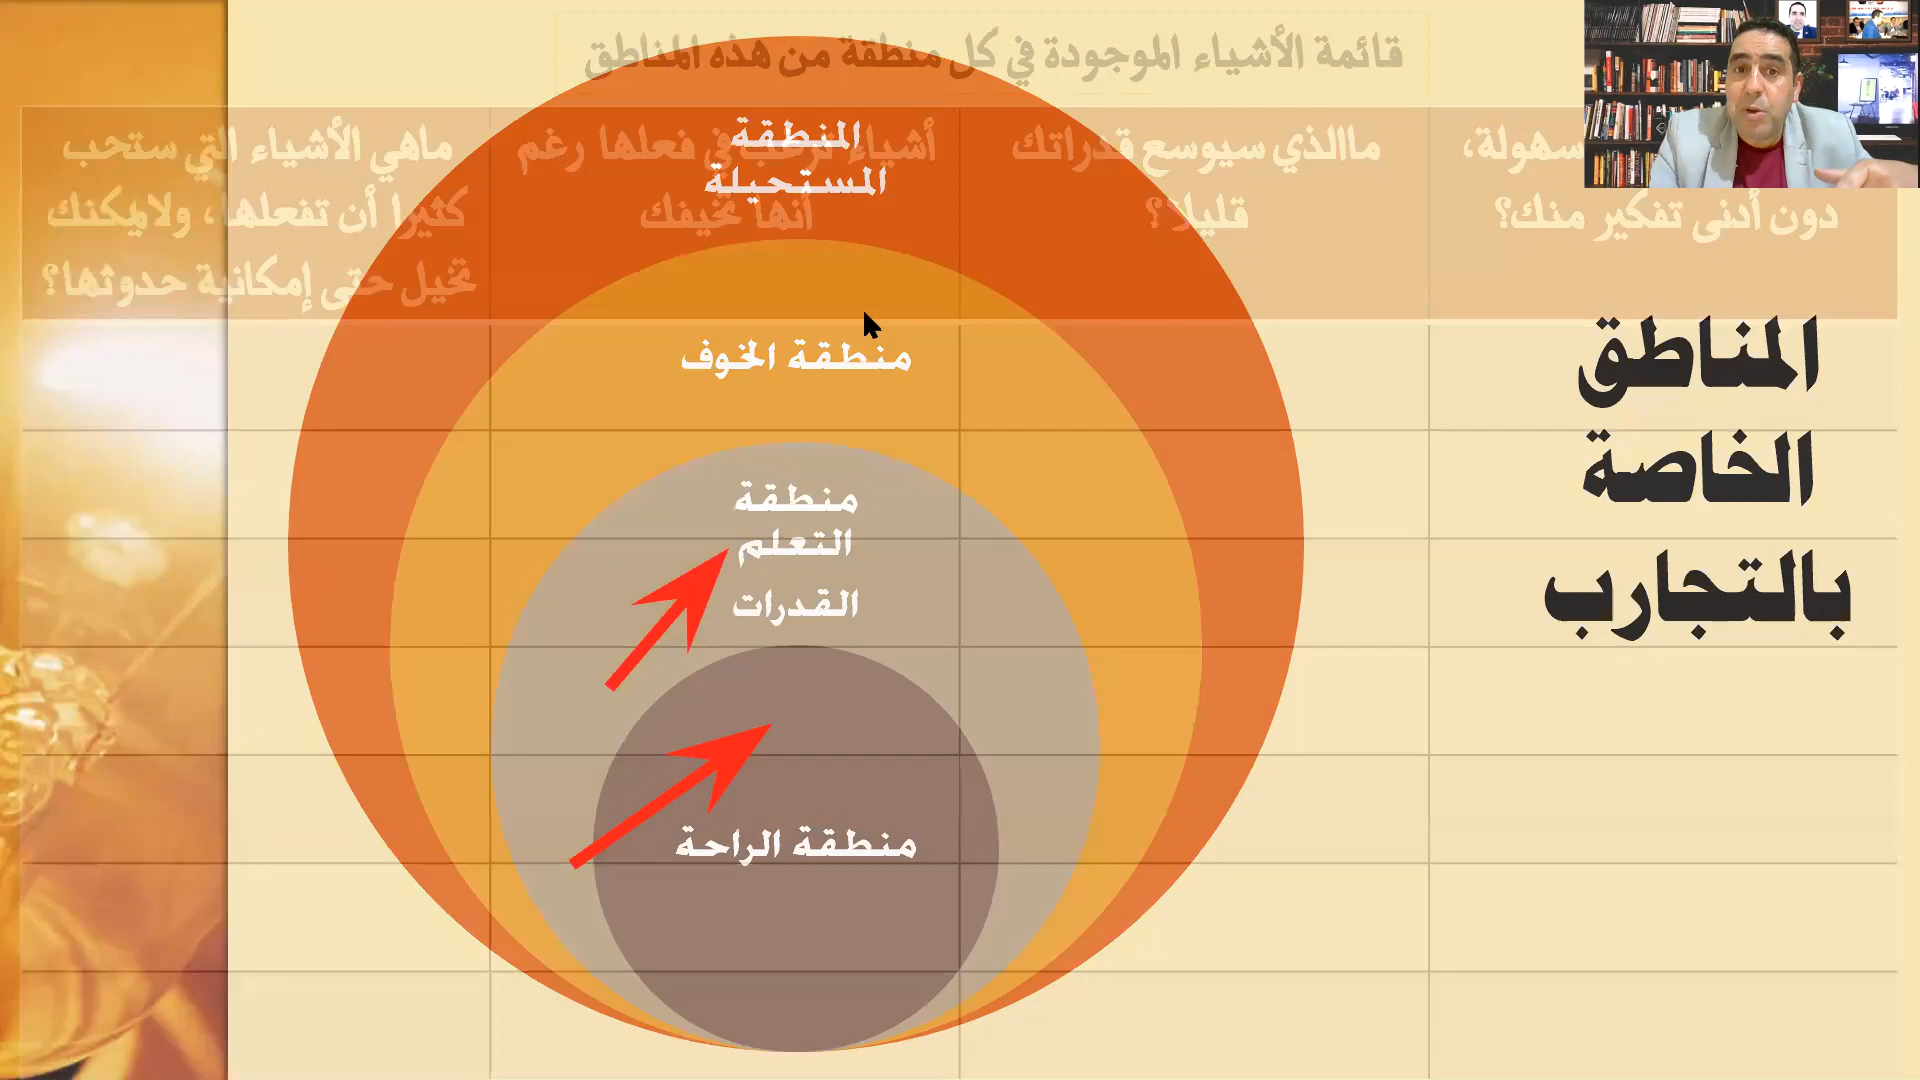 قائمة الأشياء الموجودة في كل منطقة من هذه المناطق
سهولة،
دون أدنى تفكير منك؟
ماالذي سيوسع قدراتك
قليلا؟
أشياء ترغب في فعلها رغم
أنها تخيفك
ماهي الأشياء التي ستحب
كثيرا أن تفعلها، ولايمكنك
تخيل حتى إمكانية حدوثها؟
المنطقة
المستحيلة
منطقة الخوف
منطقة
التعلم
القدرات
منطقة الراحة
المناطق
الخاصة
بالتجارب